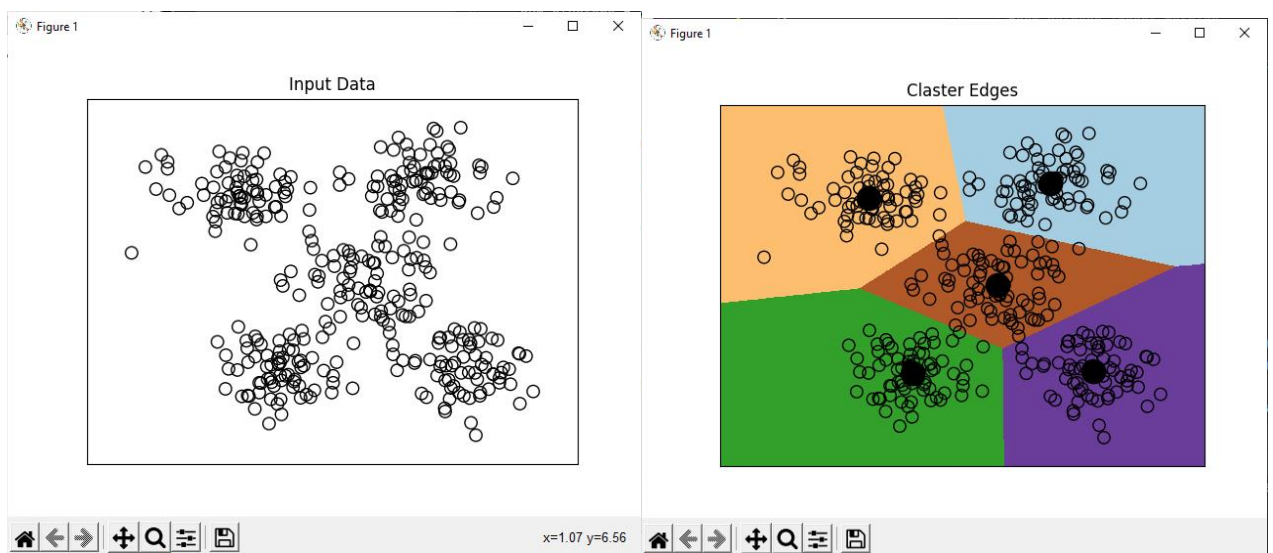 Figure 1
Input Data
x=1.07 y=6.56
Figure 1
Claster Edges